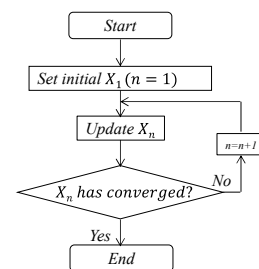 Start
Set initial X₁(n = 1)
Update Xₙ
n=n+1
Xₙ has converged?
No
Yes
End